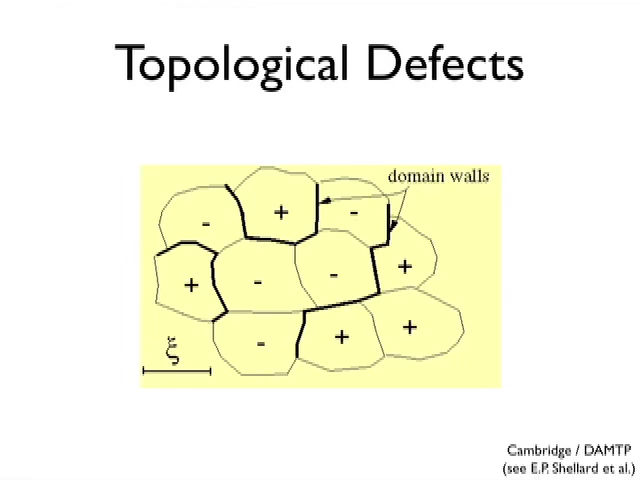 Topological Defects
domain walls
- + -
+ - - +
- + +
ξ
Cambridge / DAMTP
(see E.P. Shellard et al.)